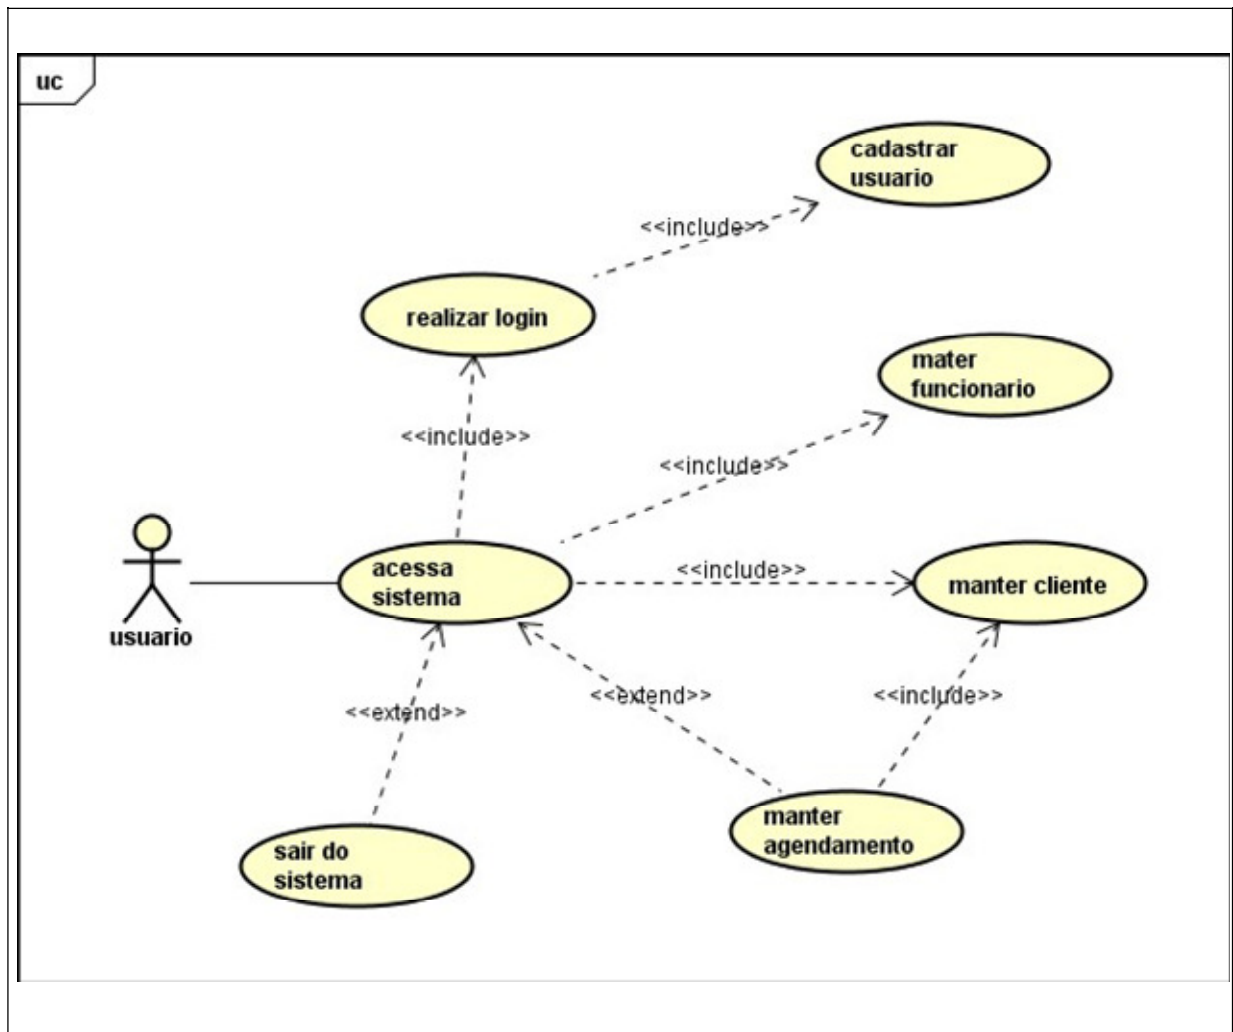 uc
cadastrar
usuario
<<include>>
realizar login
mater
funcionario
<<include>>
<<include>>
acessa
sistema
<<include>>
manter cliente
usuario
<<extend>>
<<extend>>
<<include>>
manter
agendamento
sair do
sistema